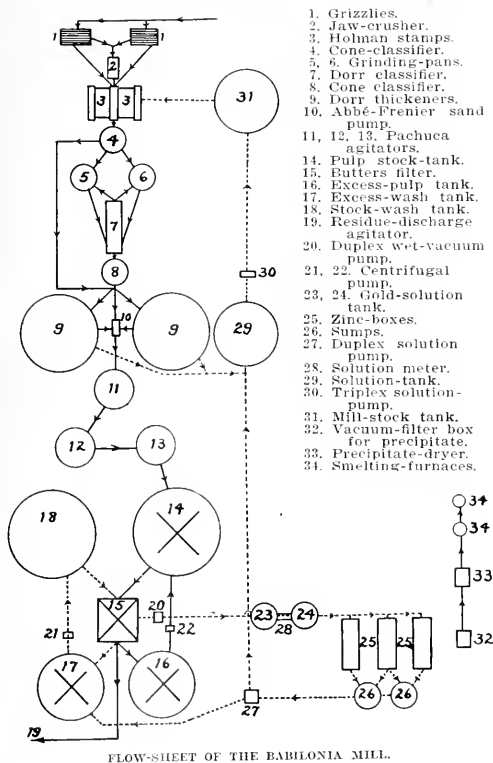 1. Grizzlies.
2. Jaw-crusher.
3. Holman stamps.
4. Cone-classifier.
5, 6. Grinding-pans.
7. Dorr classifier.
8. Cone classifier.
9. Dorr thickeners.
10. Abbé-Frenier sand
pump.
11, 12, 13. Pachuca
agitators.
14. Pulp stock-tank.
15. Butters filter.
16. Excess-pulp tank.
17. Excess-wash tank.
18. Stock-wash tank.
19. Residue-discharge
agitator.
20. Duplex wet-vacuum
pump.
21, 22. Centrifugal
pump.
23, 24. Gold-solution
tank.
25. Zinc-boxes.
26. Sumps.
27. Duplex solution
pump.
28. Solution meter.
29. Solution-tank.
30. Triplex solution-
pump.
31. Mill-stock tank.
32. Vacuum-filter box
for precipitate.
33. Precipitate-dryer.
34. Smelting-furnaces.
1 1
2
3 3 31
4
5 6
7
8
30
9 10 9 29
11
12 13
18 14
34
34
33
15 20
21 22
23 24
28
25 25
32
17 16
26 26
27
19
FLOW-SHEET OF THE BABILONIA MILL.